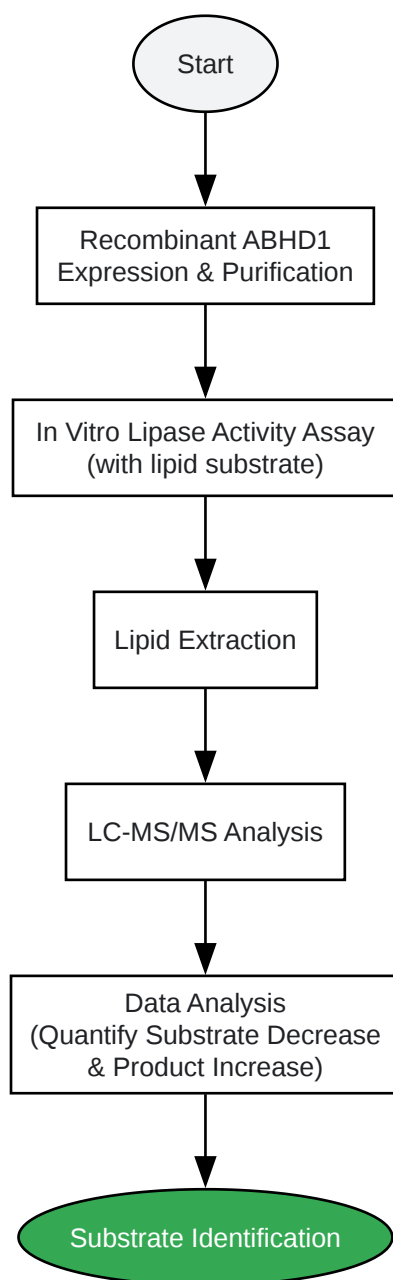 Start
Recombinant ABHD1
Expression & Purification
In Vitro Lipase Activity Assay
(with lipid substrate)
Lipid Extraction
LC-MS/MS Analysis
Data Analysis
(Quantify Substrate Decrease
& Product Increase)
Substrate Identification